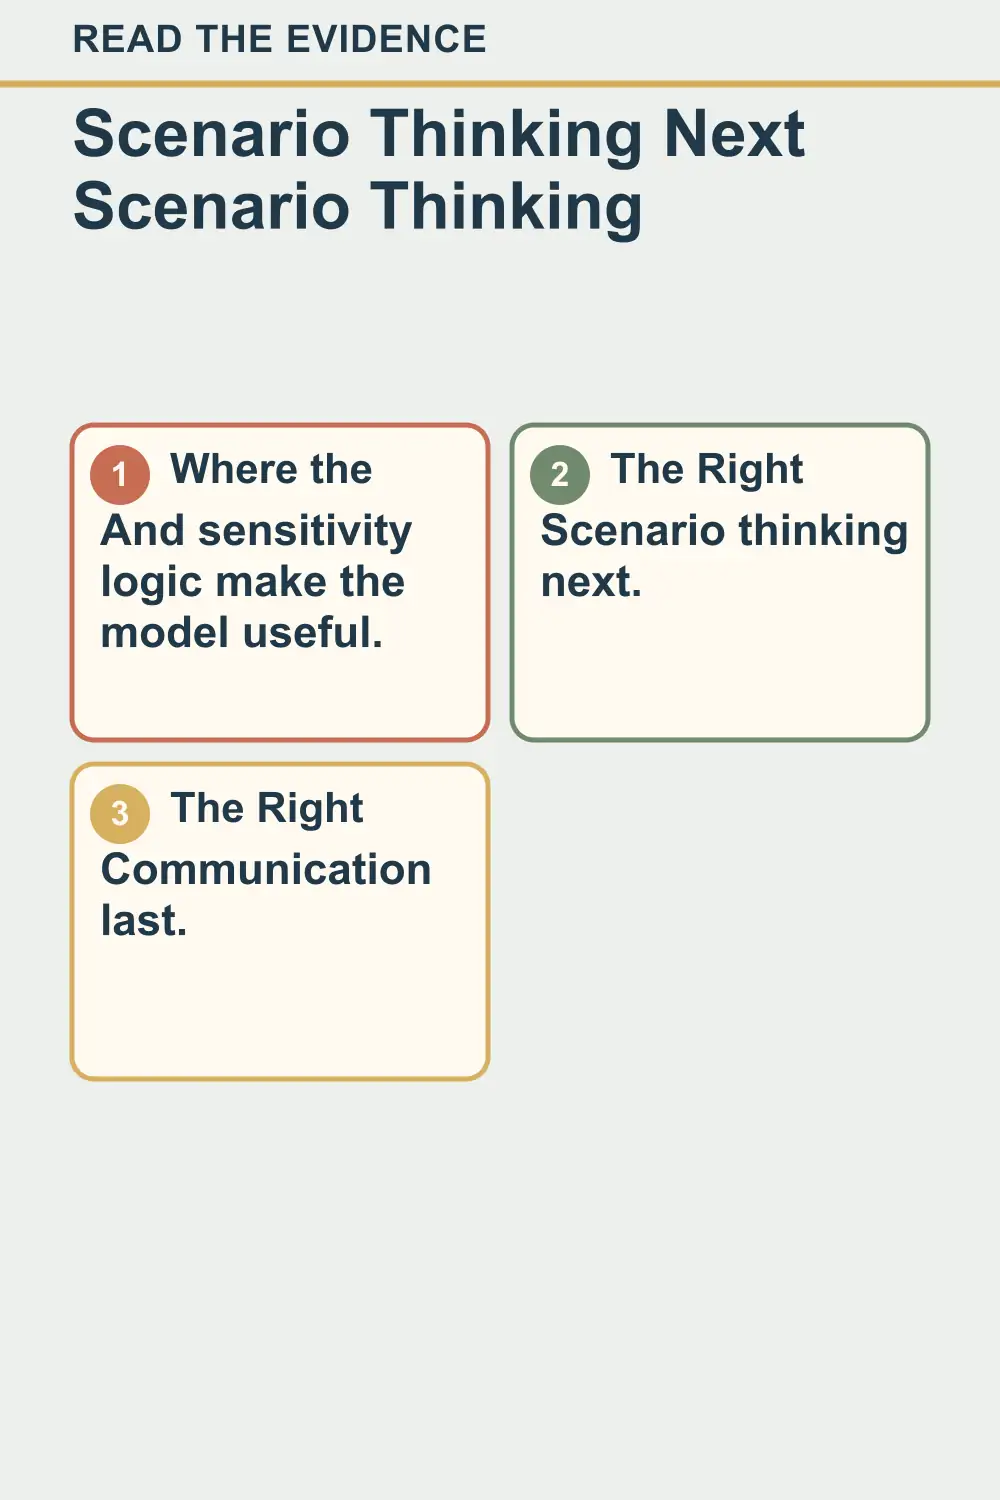 READ THE EVIDENCE
Scenario Thinking Next
Scenario Thinking
1 Where the
And sensitivity
logic make the
model useful.
2 The Right
Scenario thinking
next.
3 The Right
Communication
last.